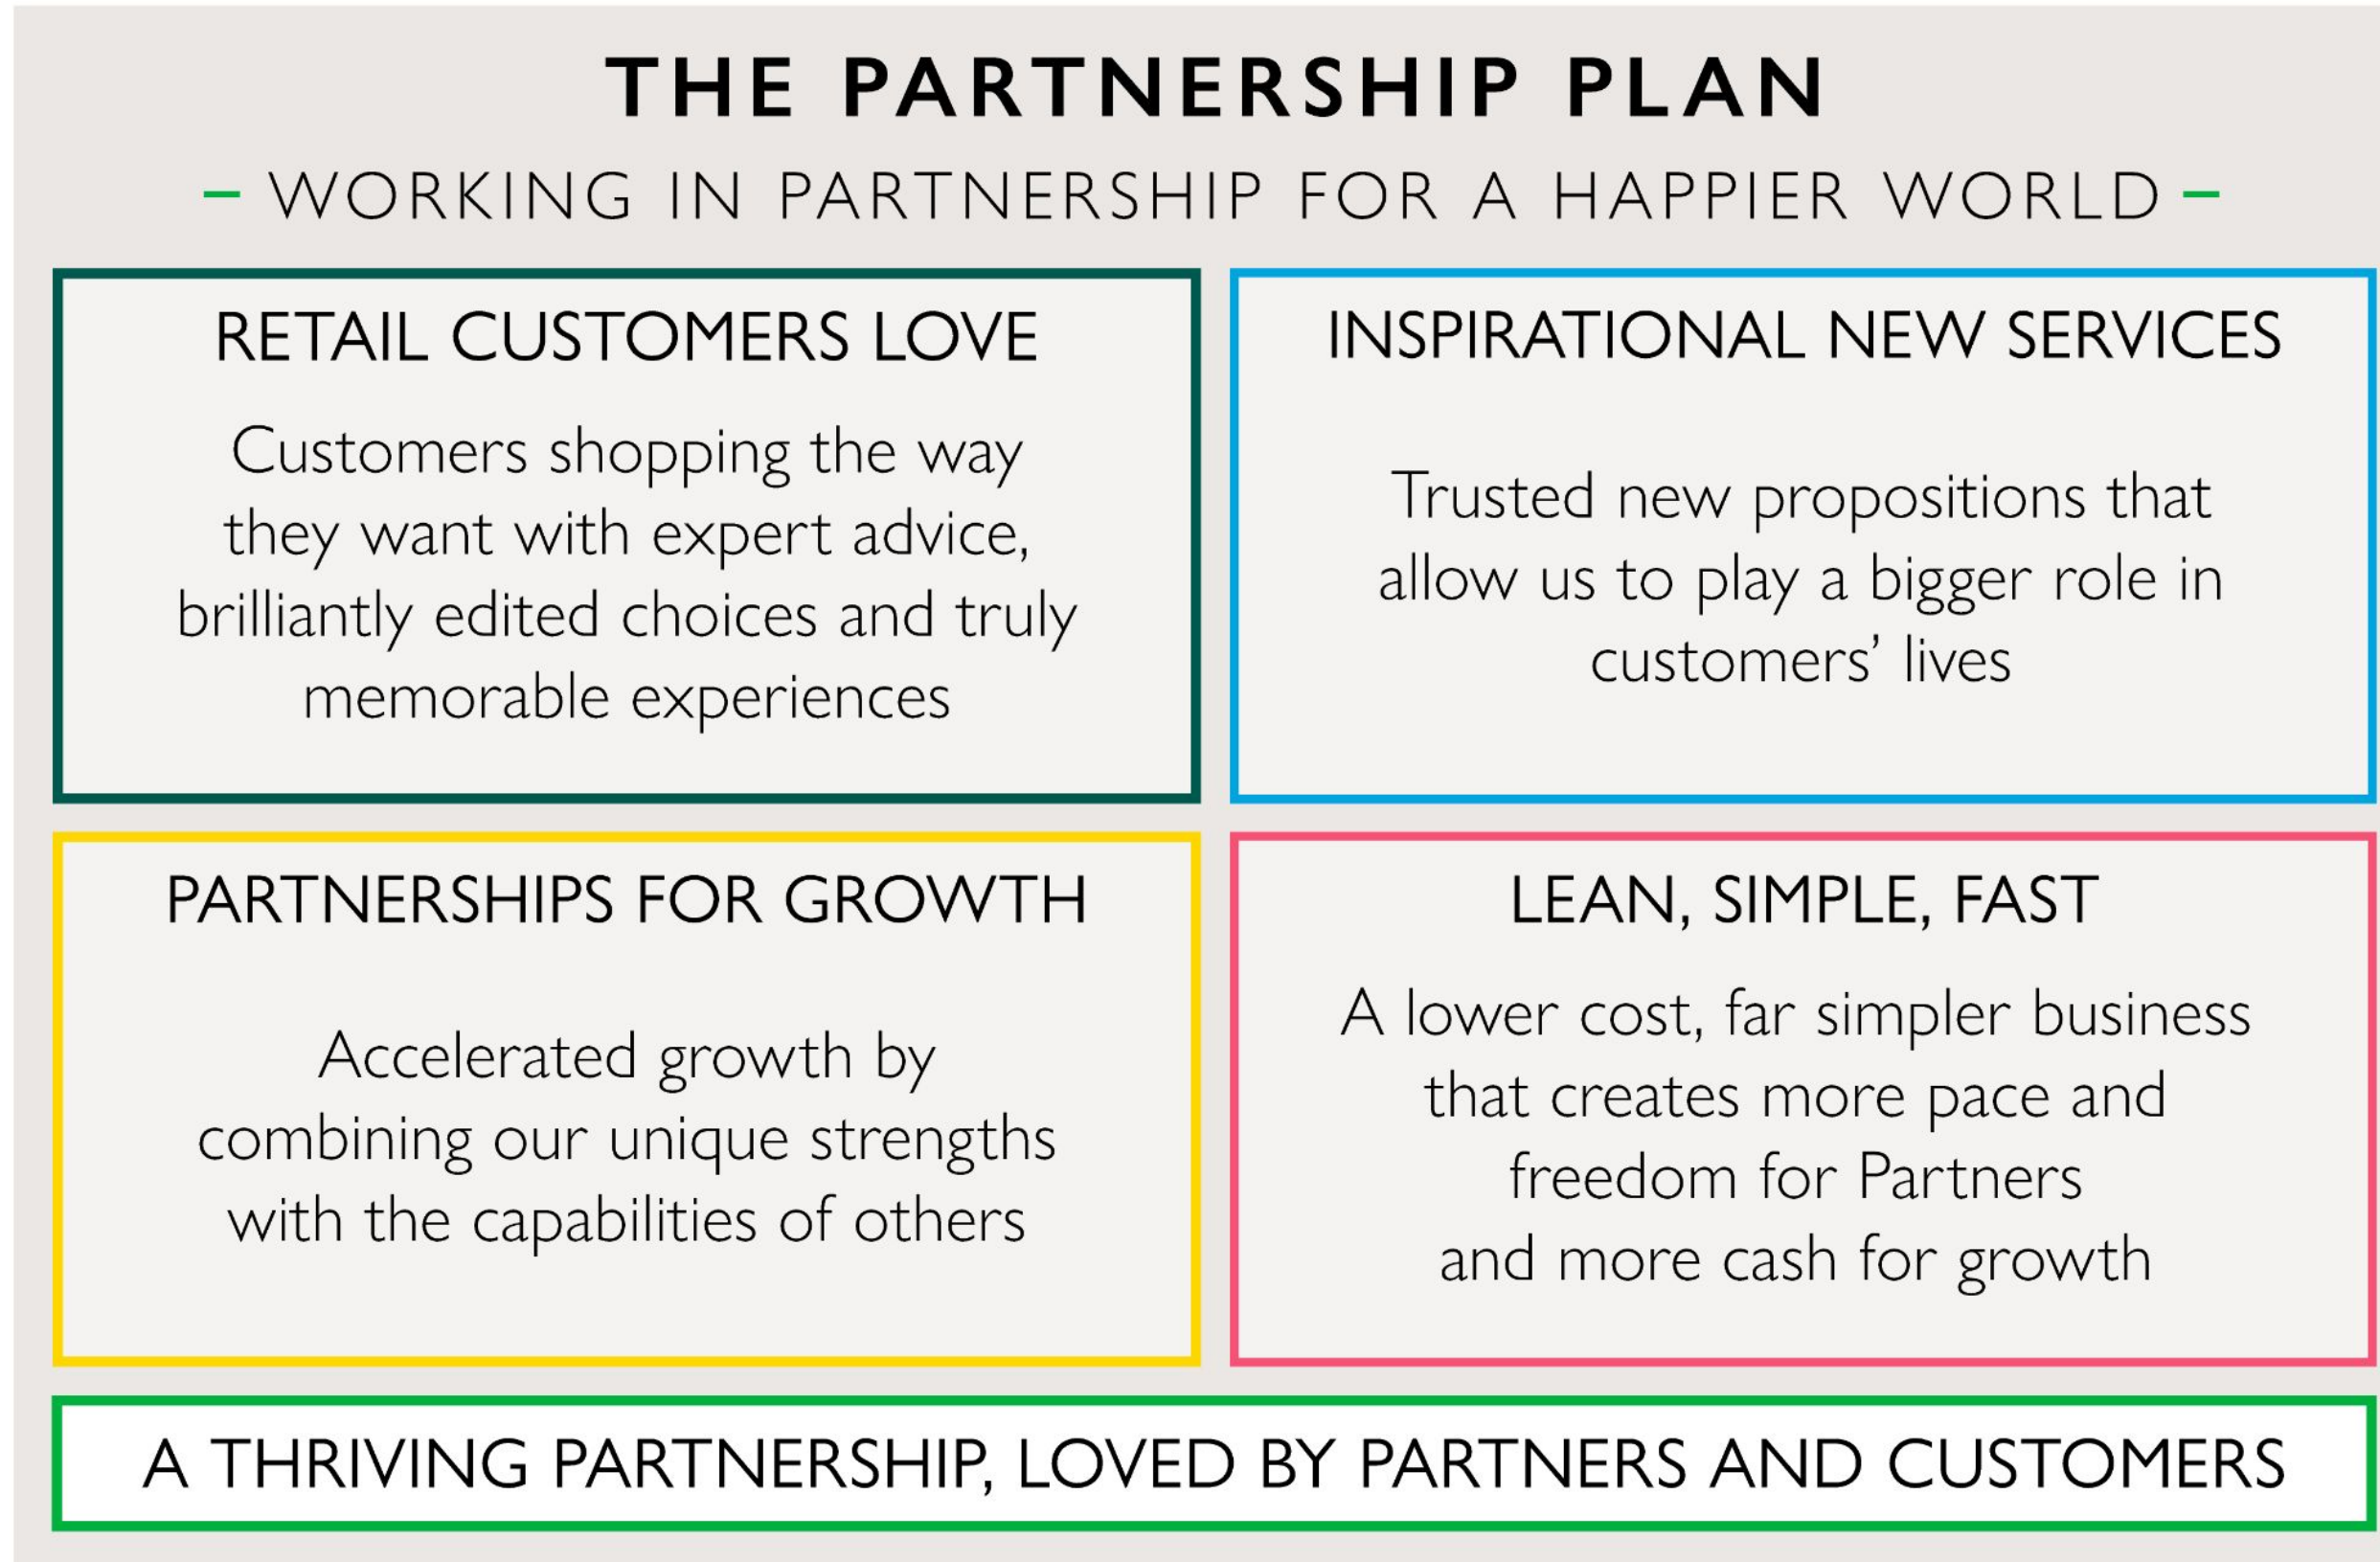 THE PARTNERSHIP PLAN
– WORKING IN PARTNERSHIP FOR A HAPPIER WORLD –
RETAIL CUSTOMERS LOVE
Customers shopping the way
they want with expert advice,
brilliantly edited choices and truly
memorable experiences
INSPIRATIONAL NEW SERVICES
Trusted new propositions that
allow us to play a bigger role in
customers’ lives
PARTNERSHIPS FOR GROWTH
Accelerated growth by
combining our unique strengths
with the capabilities of others
LEAN, SIMPLE, FAST
A lower cost, far simpler business
that creates more pace and
freedom for Partners
and more cash for growth
A THRIVING PARTNERSHIP, LOVED BY PARTNERS AND CUSTOMERS